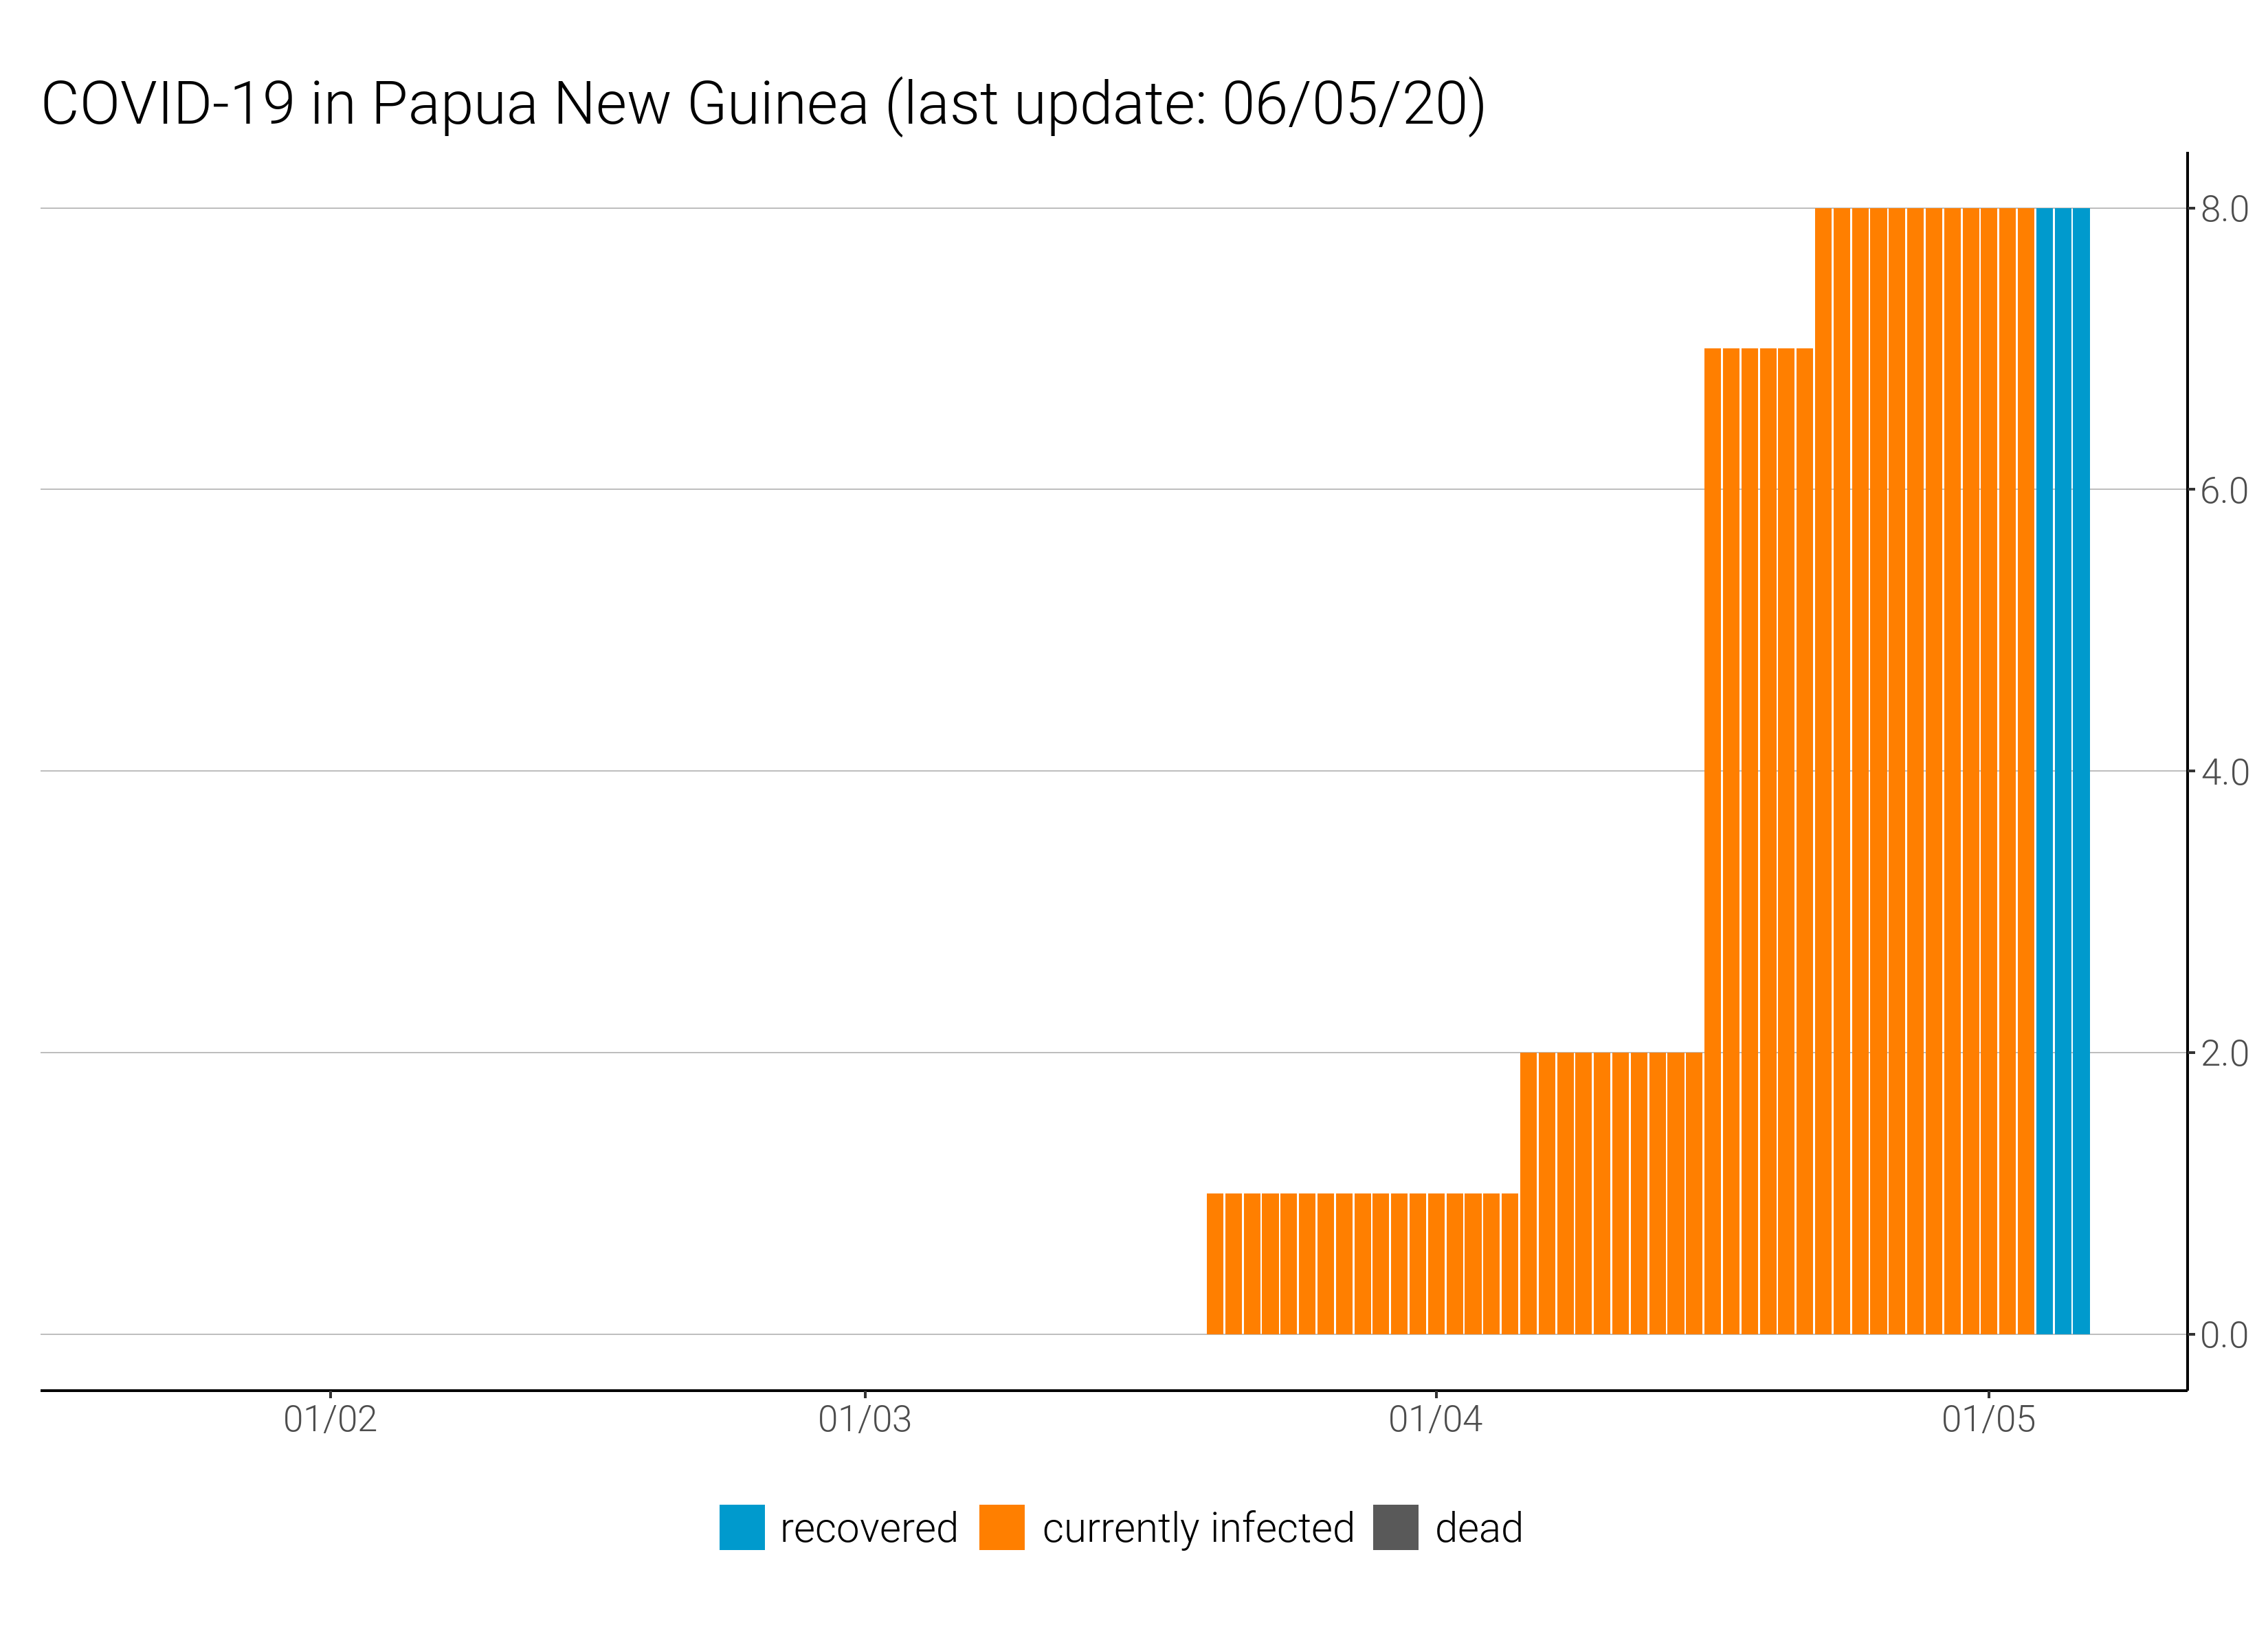 COVID-19 in Papua New Guinea (last update: 06/05/20)
8.0
6.0
4.0
2.0
0.0
01/02 01/03 01/04 01/05
recovered currently infected dead